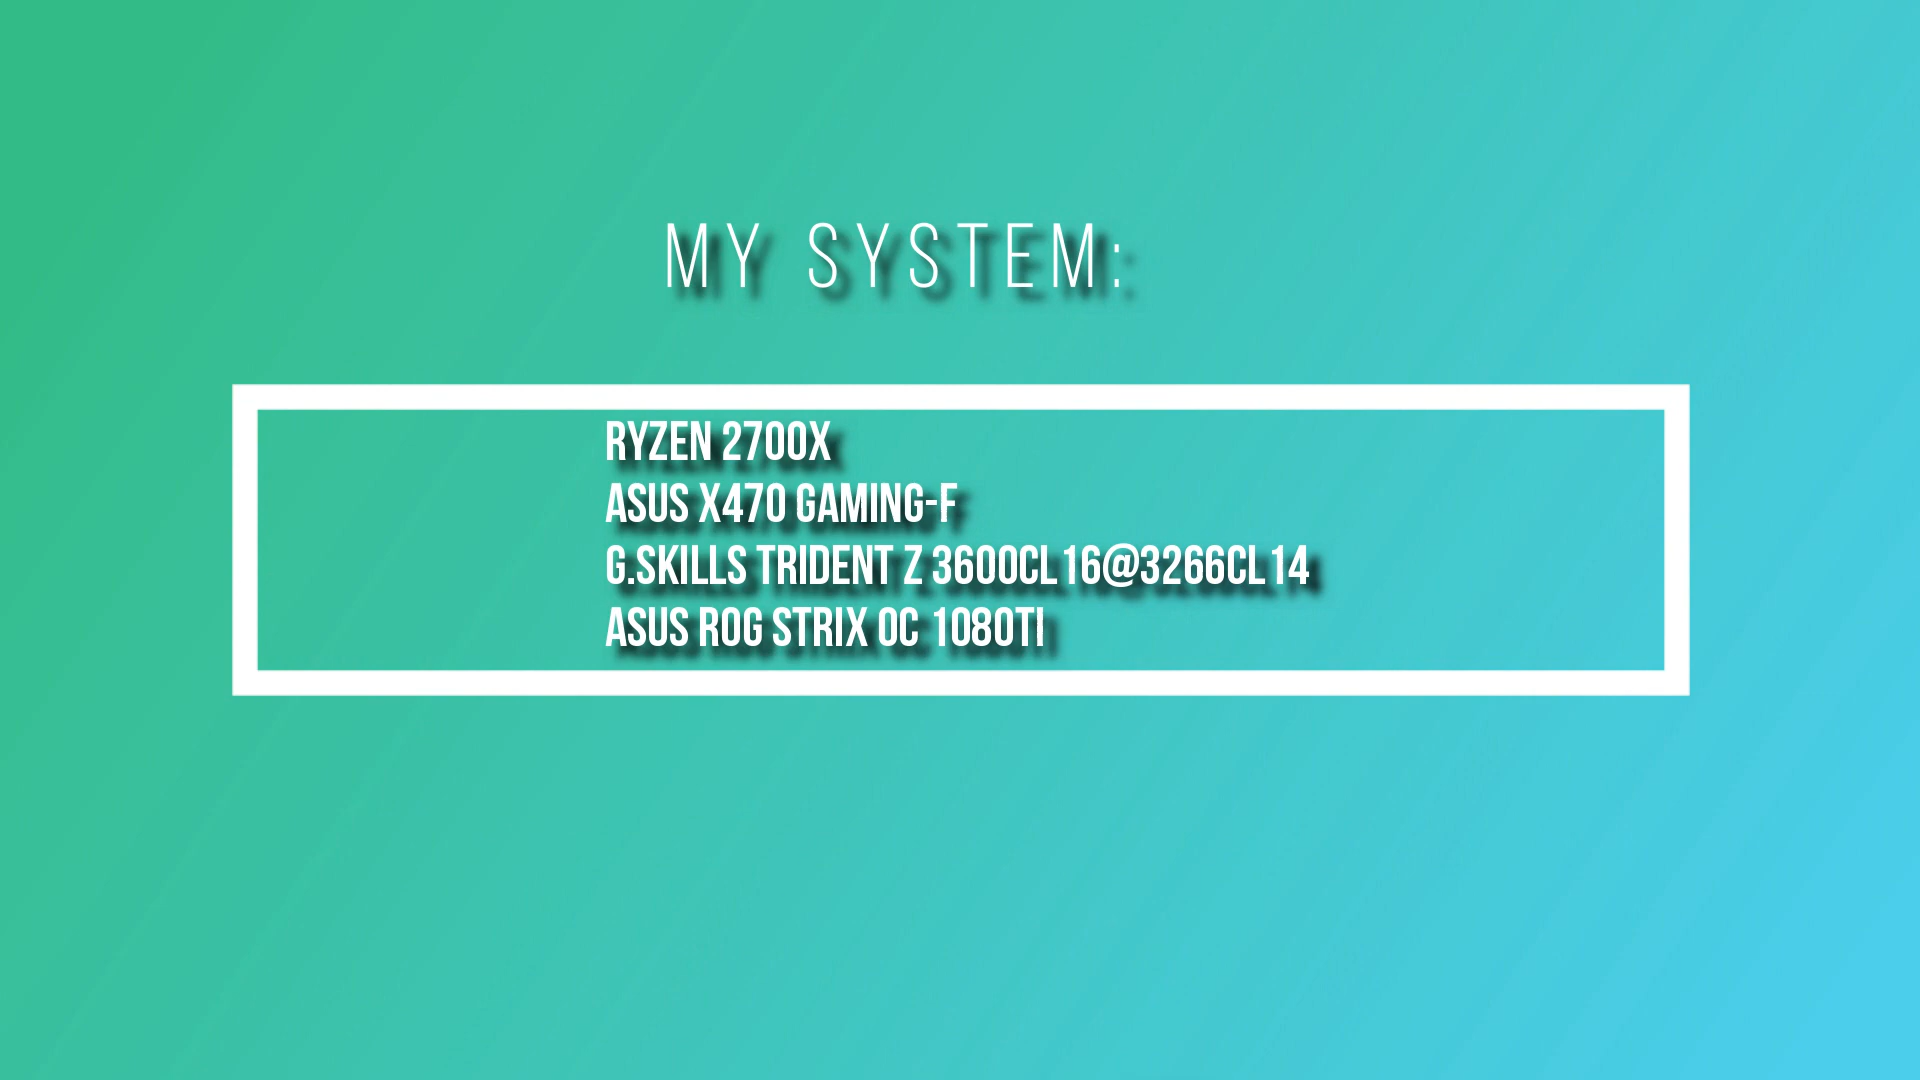 MY SYSTEM:
RYZEN 2700X
ASUS X470 GAMING-F
G.SKILLS TRIDENT Z 3600CL16@3266CL14
ASUS ROG STRIX OC 1080TI